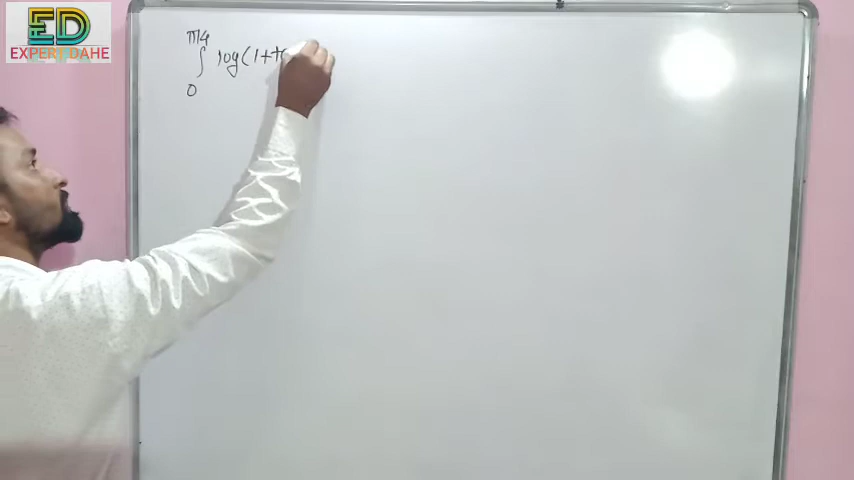 ED
EXPERT DAHE
π/4
∫ log(1+t
0